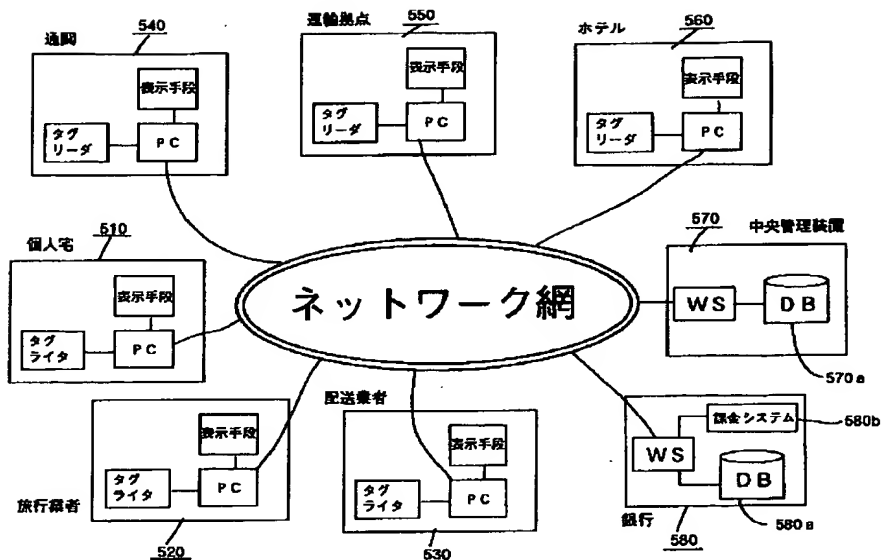 通関
540
表示手段
タグ
リーダ
PC
運輸拠点
550
表示手段
タグ
リーダ
PC
ホテル
560
表示手段
タグ
リーダ
PC
個人宅
510
表示手段
タグ
ライタ
PC
ネットワーク網
570
中央管理装置
WS
DB
570a
旅行業者
表示手段
タグ
ライタ
PC
520
配送業者
表示手段
タグ
ライタ
PC
530
課金システム
580b
WS
DB
銀行
580
580a